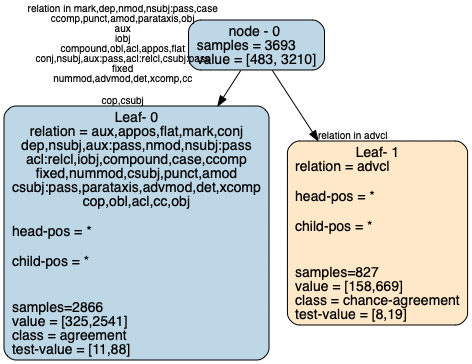 relation in mark,dep,nmod,nsubj:pass,case
ccomp,punct,amod,parataxis,obj
aux
iobj
compound,obl,acl,appos,flat
conj,nsubj,aux:pass,acl:relcl,csubj:pass
fixed
nummod,advmod,det,xcomp,cc
cop,csubj
node - 0
samples = 3693
value = [483, 3210]
Leaf- 0
relation = aux,appos,flat,mark,conj
dep,nsubj,aux:pass,nmod,nsubj:pass
acl:relcl,iobj,compound,case,ccomp
fixed,nummod,csubj,punct,amod
csubj:pass,parataxis,advmod,det,xcomp
cop,obl,acl,cc,obj
head-pos = *
child-pos = *
samples=2866
value = [325,2541]
class = agreement
test-value = [11,88]
relation in advcl
Leaf- 1
relation = advcl
head-pos = *
child-pos = *
samples=827
value = [158,669]
class = chance-agreement
test-value = [8,19]